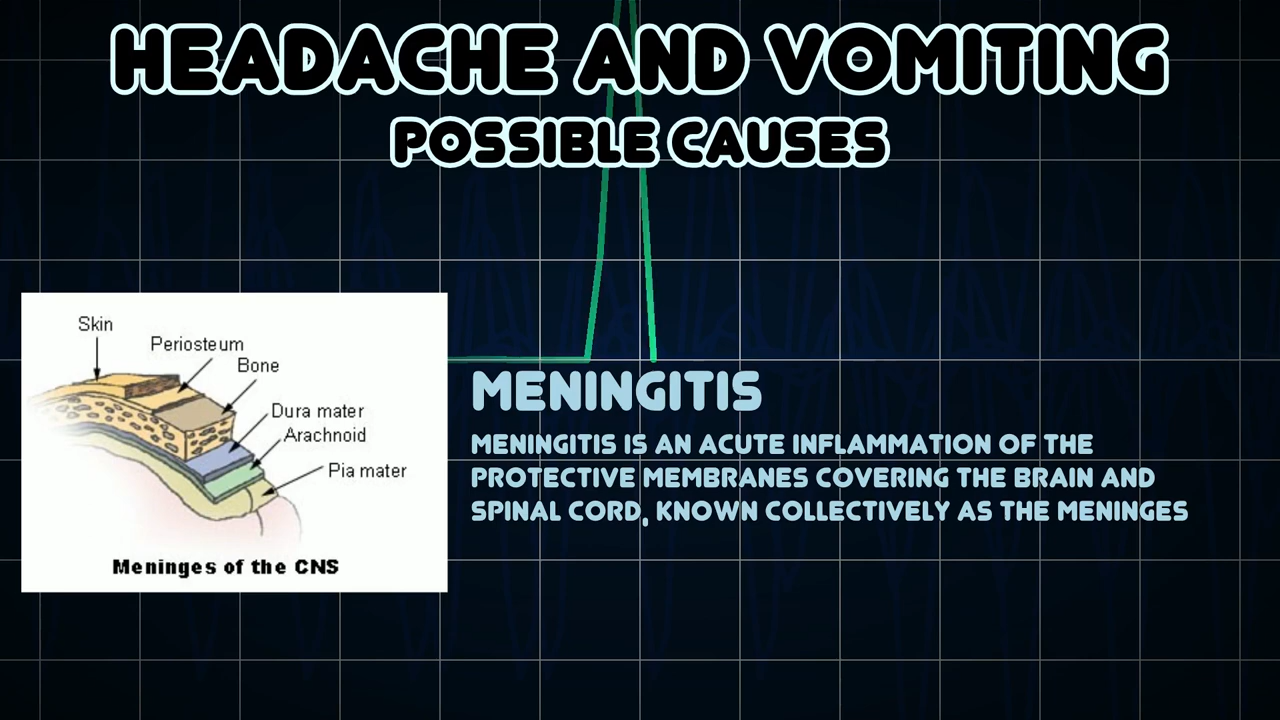 HEADACHE AND VOMITING
POSSIBLE CAUSES
Skin
Periosteum
Bone
Dura mater
Arachnoid
Pia mater
Meninges of the CNS
MENINGITIS
MENINGITIS IS AN ACUTE INFLAMMATION OF THE
PROTECTIVE MEMBRANES COVERING THE BRAIN AND
SPINAL CORD, KNOWN COLLECTIVELY AS THE MENINGES